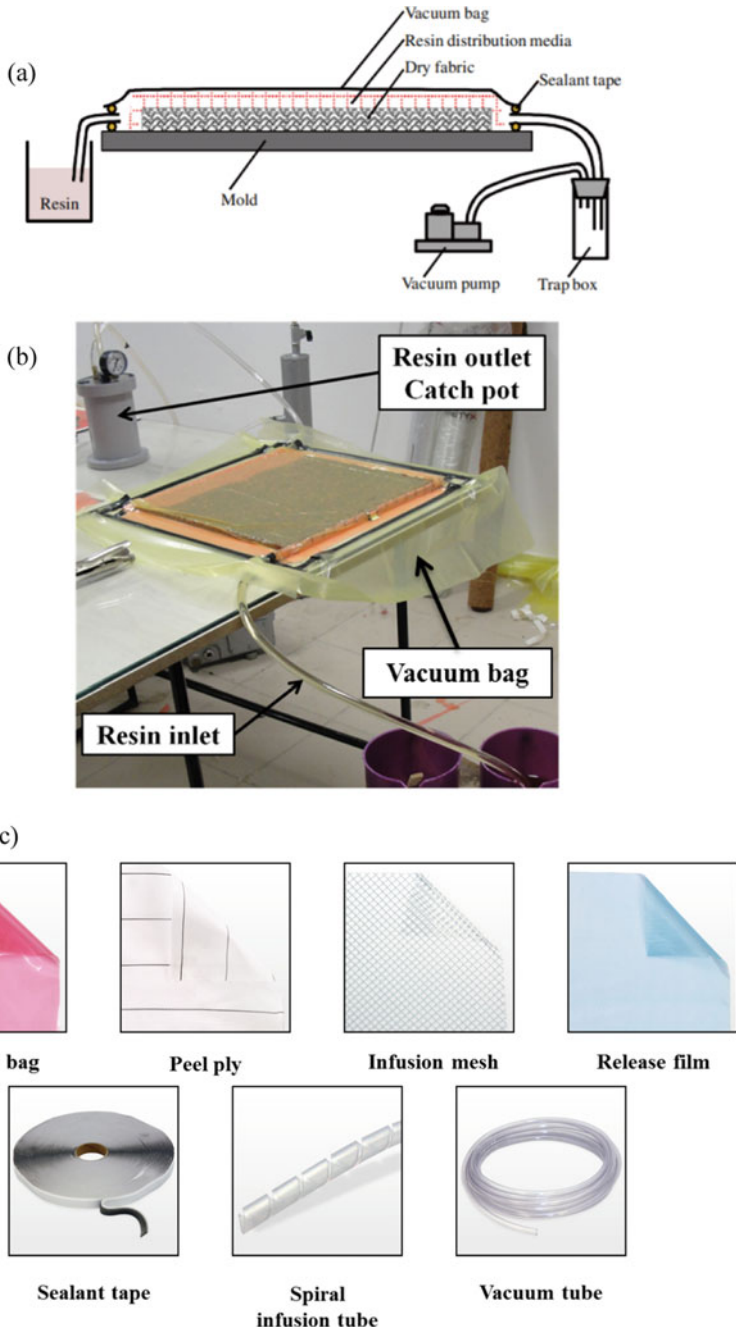 (a)
Vacuum bag
Resin distribution media
Dry fabric
Sealant tape
Resin
Mold
Vacuum pump
Trap box
(b)
Resin outlet
Catch pot
Vacuum bag
Resin inlet
c)
bag
Peel ply
Infusion mesh
Release film
Sealant tape
Spiral
infusion tube
Vacuum tube